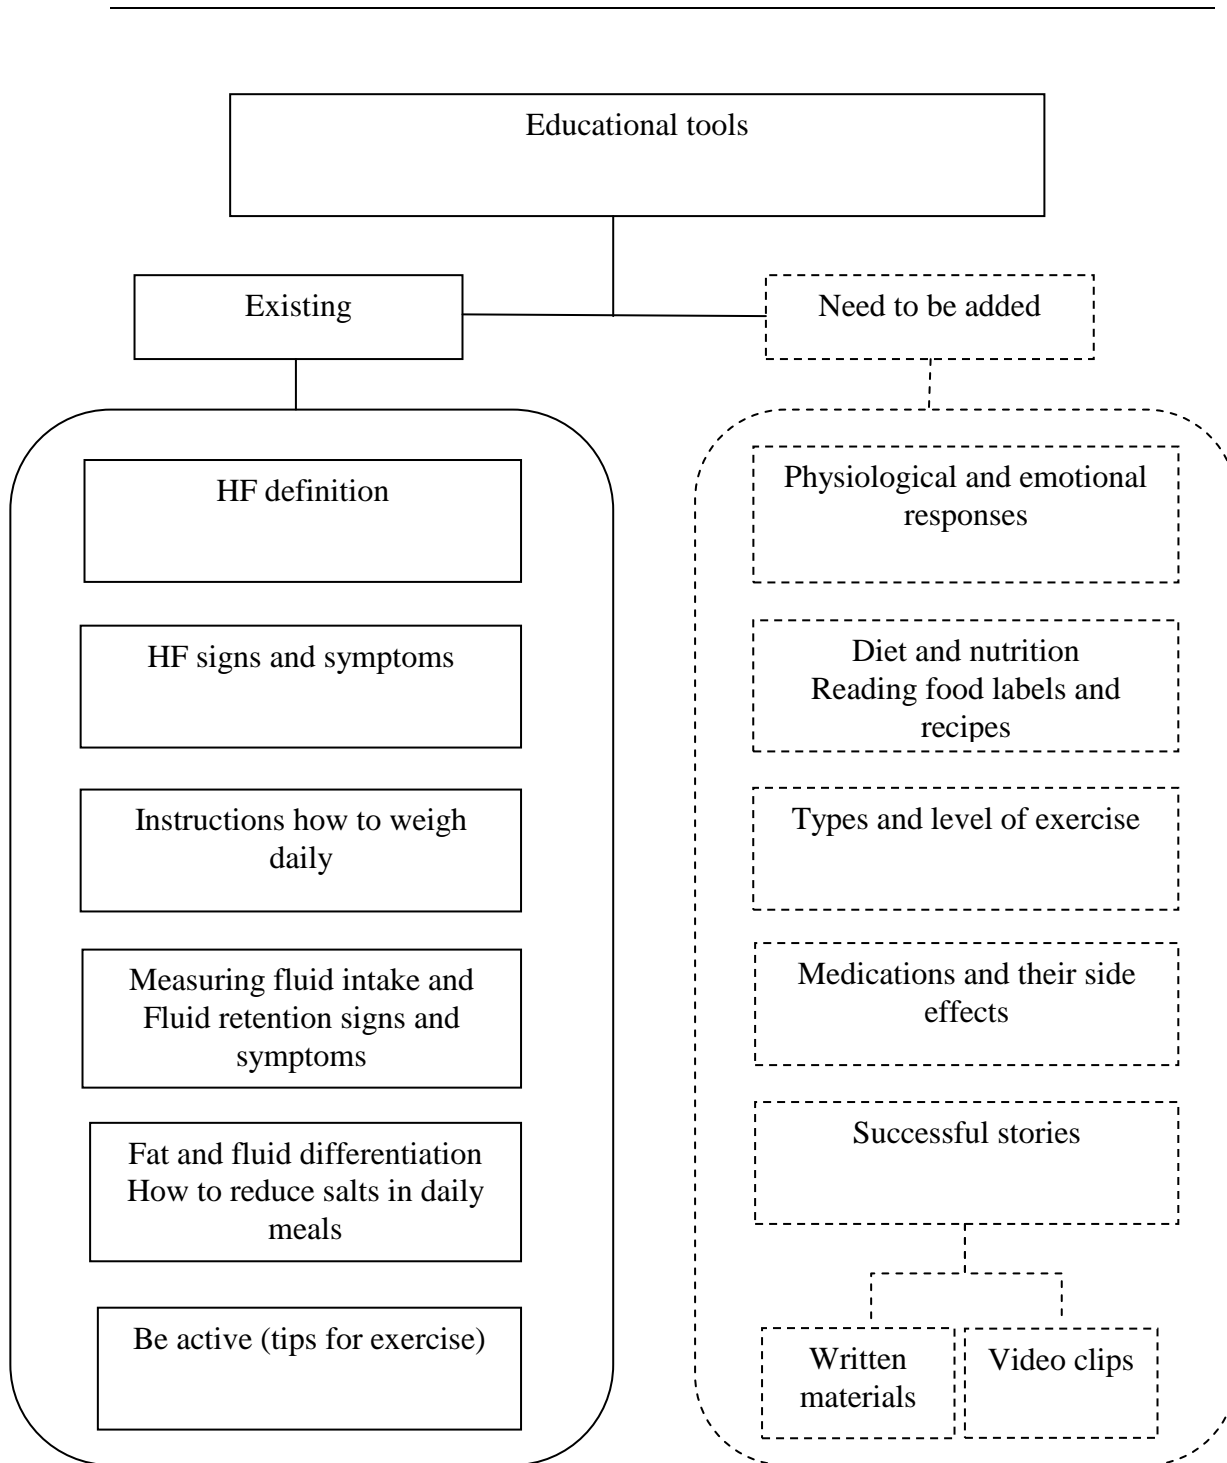 Educational tools
Existing
Need to be added
HF definition
HF signs and symptoms
Instructions how to weigh
daily
Measuring fluid intake and
Fluid retention signs and
symptoms
Fat and fluid differentiation
How to reduce salts in daily
meals
Be active (tips for exercise)
Physiological and emotional
responses
Diet and nutrition
Reading food labels and
recipes
Types and level of exercise
Medications and their side
effects
Successful stories
Written
materials
Video clips